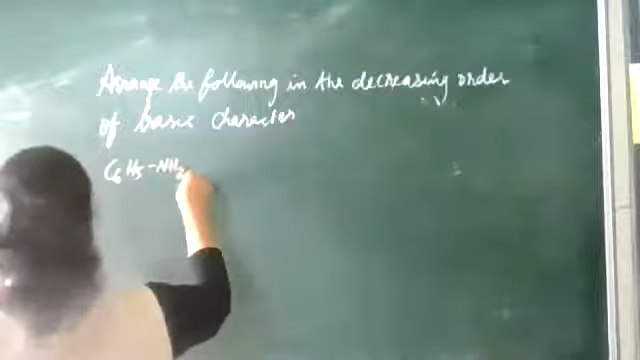 Arrange the following in the decreasing order
of basic character
C6H5-NH2